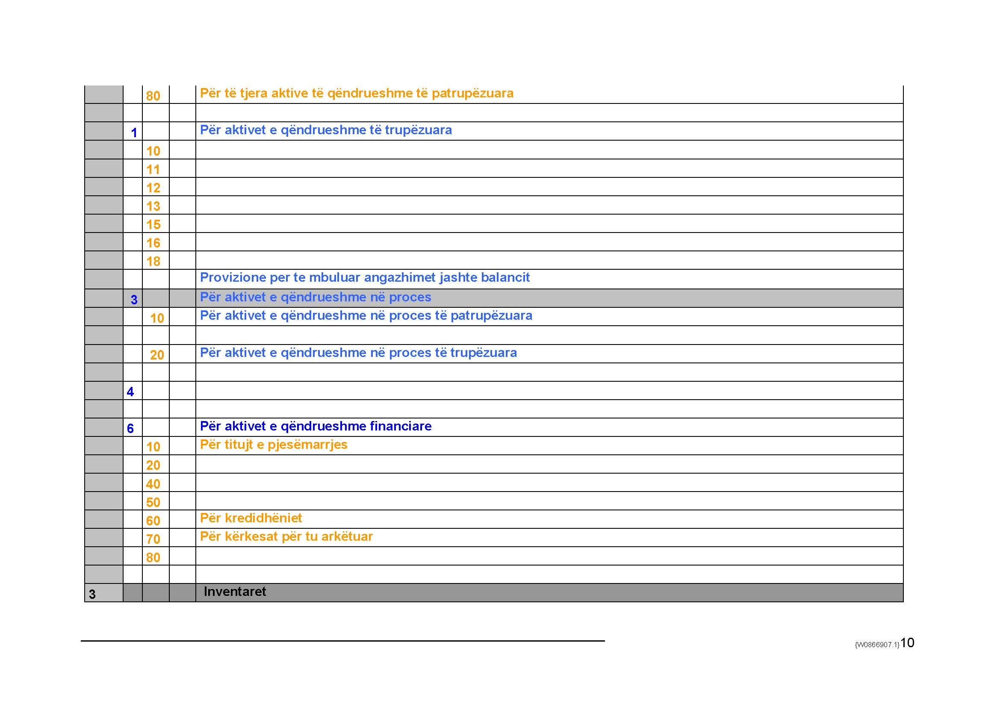 80 Për të tjera aktive të qëndrueshme të patrupëzuara
1 Për aktivet e qëndrueshme të trupëzuara
10
11
12
13
15
16
18
Provizione per te mbuluar angazhimet jashte balancit
3 Për aktivet e qëndrueshme në proces
10 Për aktivet e qëndrueshme në proces të patrupëzuara
20 Për aktivet e qëndrueshme në proces të trupëzuara
4
6 Për aktivet e qëndrueshme financiare
10 Për titujt e pjesëmarrjes
20
40
50
60 Për kredidhëniet
70 Për kërkesat për tu arkëtuar
80
3 Inventaret
{W0866907.1}10